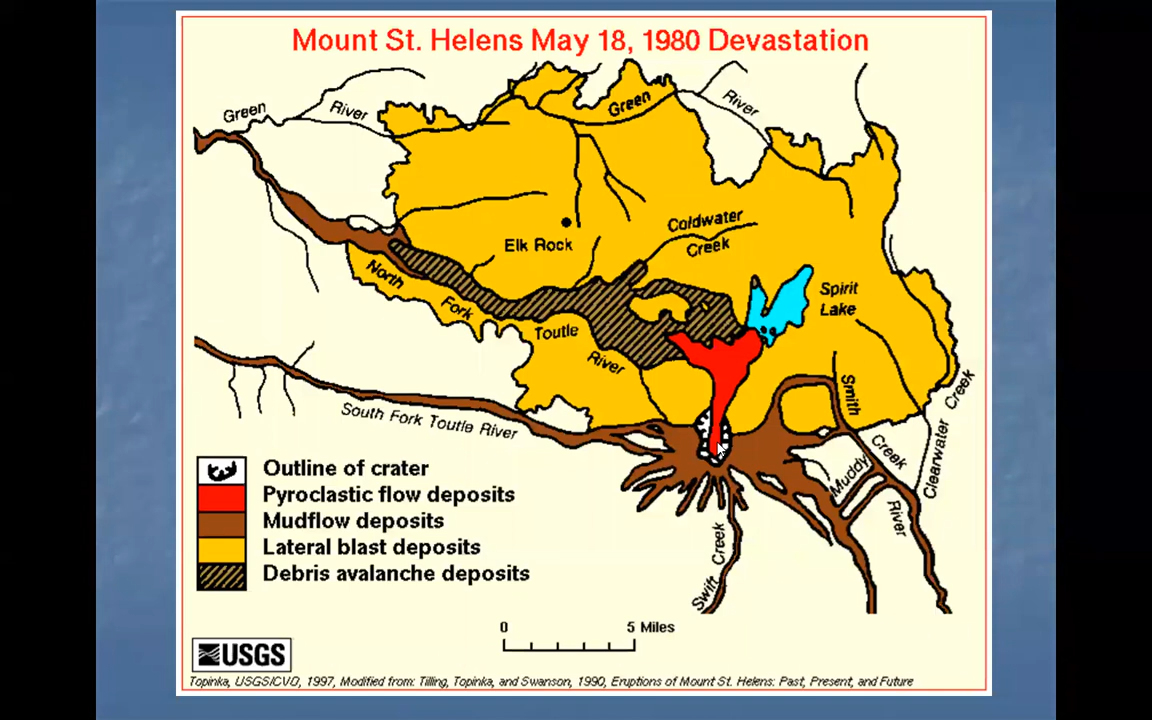 Mount St. Helens May 18, 1980 Devastation
Green River
Green River
Coldwater
Creek
Elk Rock
North Fork Toutle River
Spirit
Lake
South Fork Toutle River
Smith Creek
Muddy River
Clearwater Creek
Swift Creek
Outline of crater
Pyroclastic flow deposits
Mudflow deposits
Lateral blast deposits
Debris avalanche deposits
0 5 Miles
USGS
Topinka, USGS/CVO, 1997, Modified from: Tilling, Topinka, and Swanson, 1990, Eruptions of Mount St. Helens: Past, Present, and Future